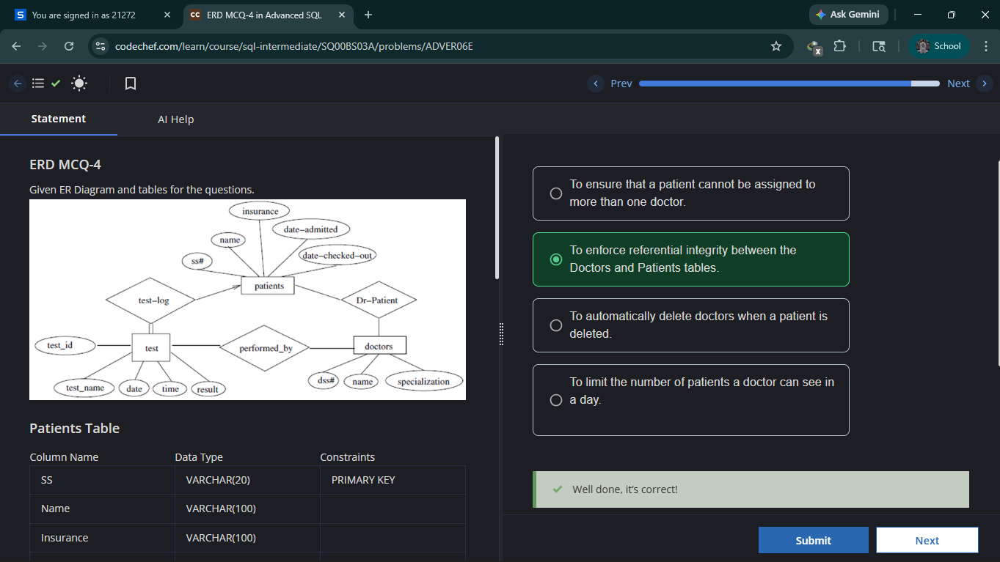 You are signed in as 21272
ERD MCQ-4 in Advanced SQL
Ask Gemini
codechef.com/learn/course/sql-intermediate/SQ00BS03A/problems/ADVER06E
School
Prev
Next
Statement
AI Help
ERD MCQ-4
Given ER Diagram and tables for the questions.
insurance
date-admitted
name
date-checked-out
ss#
patients
test-log
Dr-Patient
test_id
test
performed_by
doctors
test_name
date
time
result
dss#
name
specialization
Patients Table
Column Name Data Type Constraints
SS VARCHAR(20) PRIMARY KEY
Name VARCHAR(100)
Insurance VARCHAR(100)
To ensure that a patient cannot be assigned to
more than one doctor.
To enforce referential integrity between the
Doctors and Patients tables.
To automatically delete doctors when a patient is
deleted.
To limit the number of patients a doctor can see in
a day.
Well done, it's correct!
Submit
Next